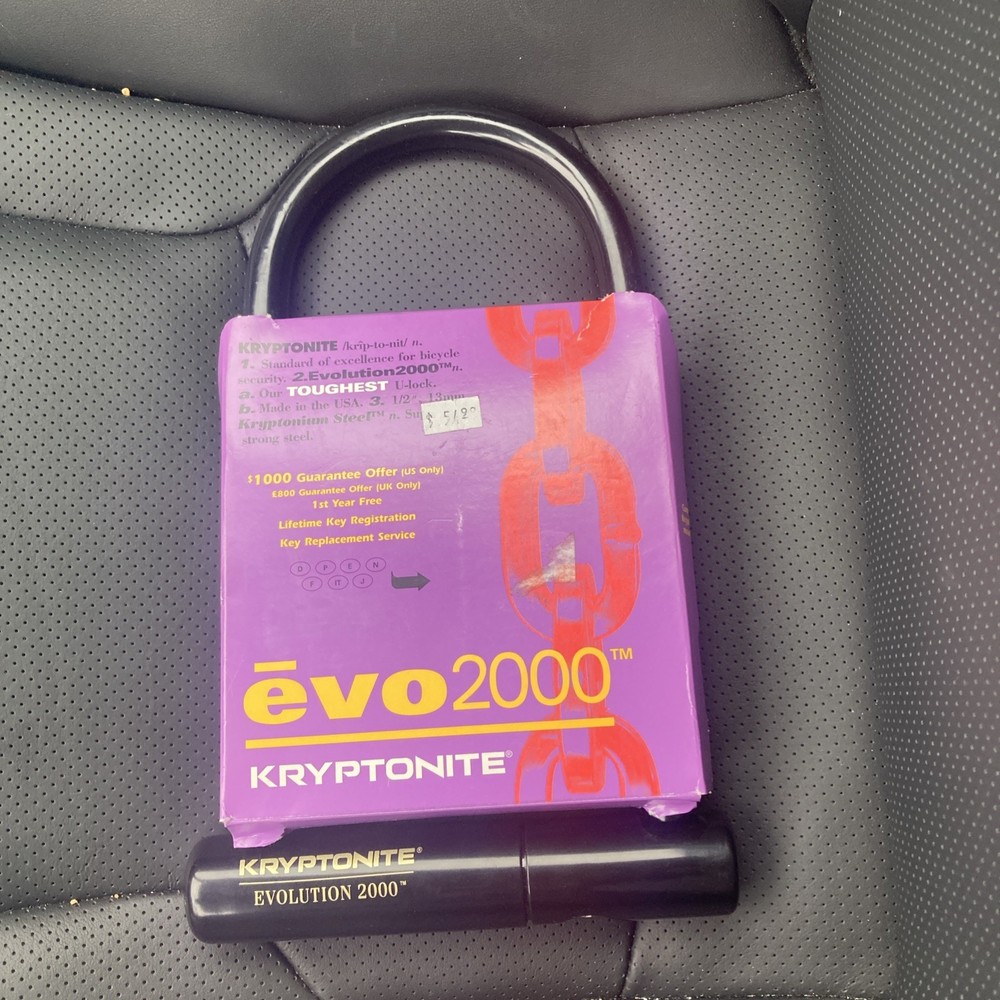 KRYPTONITE /krip-to-nit/ n.
1. Standard of excellence for bicycle
security. 2.Evolution2000™n.
a. Our TOUGHEST U-lock.
b. Made in the USA. 3. 1/2" 13mm
Kryptonium Steel™ n.
strong steel.
$1000 Guarantee Offer (US Only)
£800 Guarantee Offer (UK Only)
1st Year Free
Lifetime Key Registration
Key Replacement Service
D P E N
F IT J
ēvo2000™
KRYPTONITE®
KRYPTONITE®
EVOLUTION 2000™